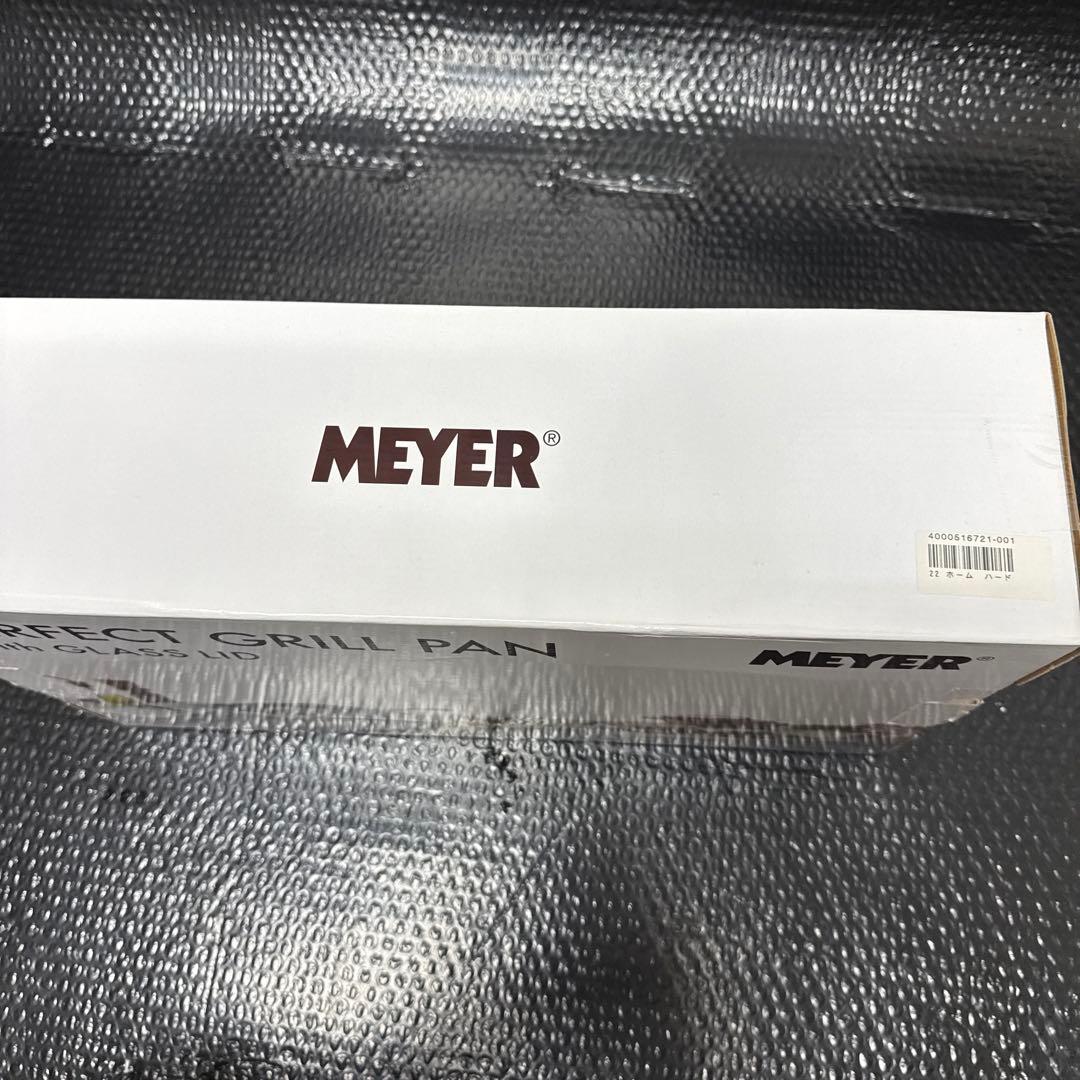 MEYER®
4000516721-001
22 ホーム ハード
RFECT GRILL PAN
ith GLASS LID
MEYER®